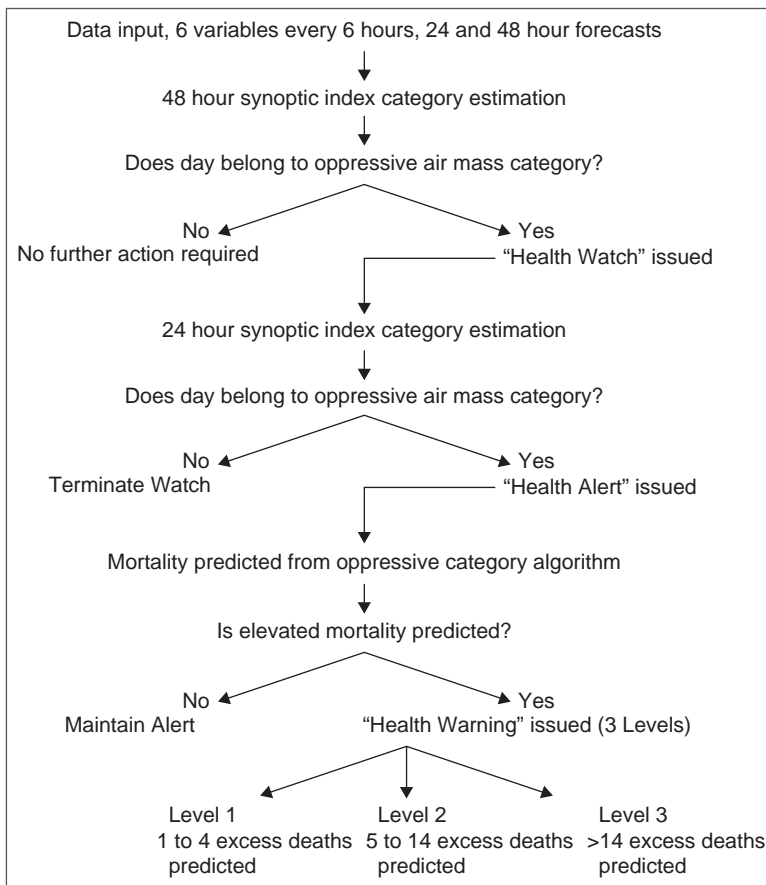 Data input, 6 variables every 6 hours, 24 and 48 hour forecasts
48 hour synoptic index category estimation
Does day belong to oppressive air mass category?
No
No further action required
Yes
“Health Watch” issued
24 hour synoptic index category estimation
Does day belong to oppressive air mass category?
No
Terminate Watch
Yes
“Health Alert” issued
Mortality predicted from oppressive category algorithm
Is elevated mortality predicted?
No
Maintain Alert
Yes
“Health Warning” issued (3 Levels)
Level 1
1 to 4 excess deaths
predicted
Level 2
5 to 14 excess deaths
predicted
Level 3
>14 excess deaths
predicted